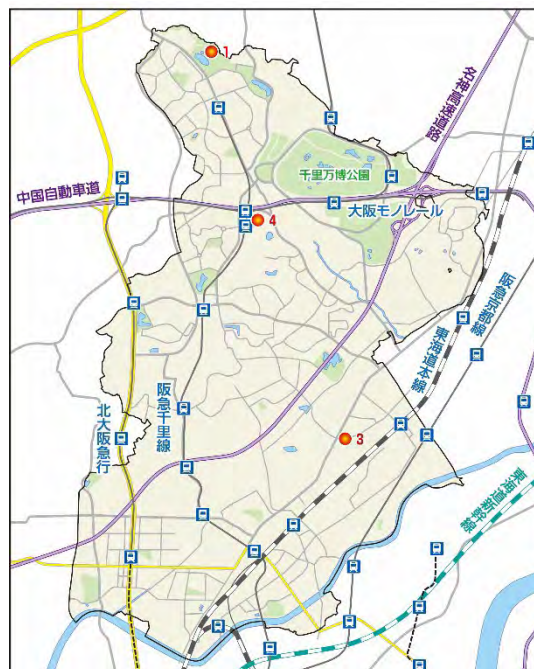 1
名神高速道路
千里万博公園
中国自動車道
大阪モノレール
4
阪急京都線
東海道本線
阪急千里線
北大阪急行
3
東海道新幹線